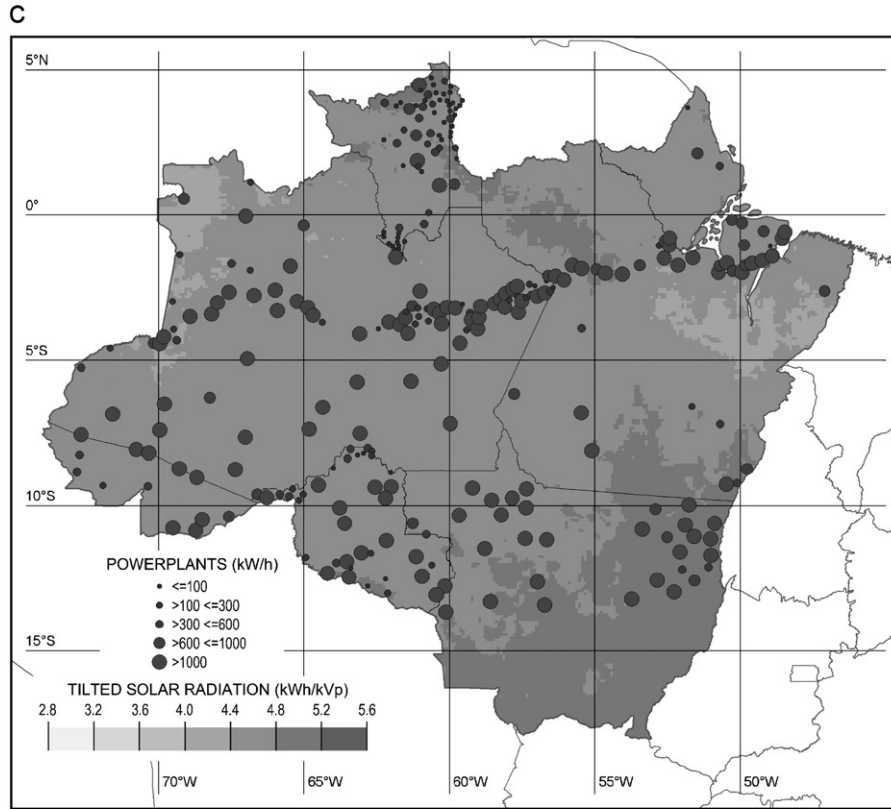 C
5°N
0°
5°S
10°S
POWERPLANTS (kW/h)
<=100
>100 <=300
>300 <=600
>600 <=1000
>1000
15°S
TILTED SOLAR RADIATION (kWh/kVp)
2.8 3.2 3.6 4.0 4.4 4.8 5.2 5.6
70°W 65°W 60°W 55°W 50°W